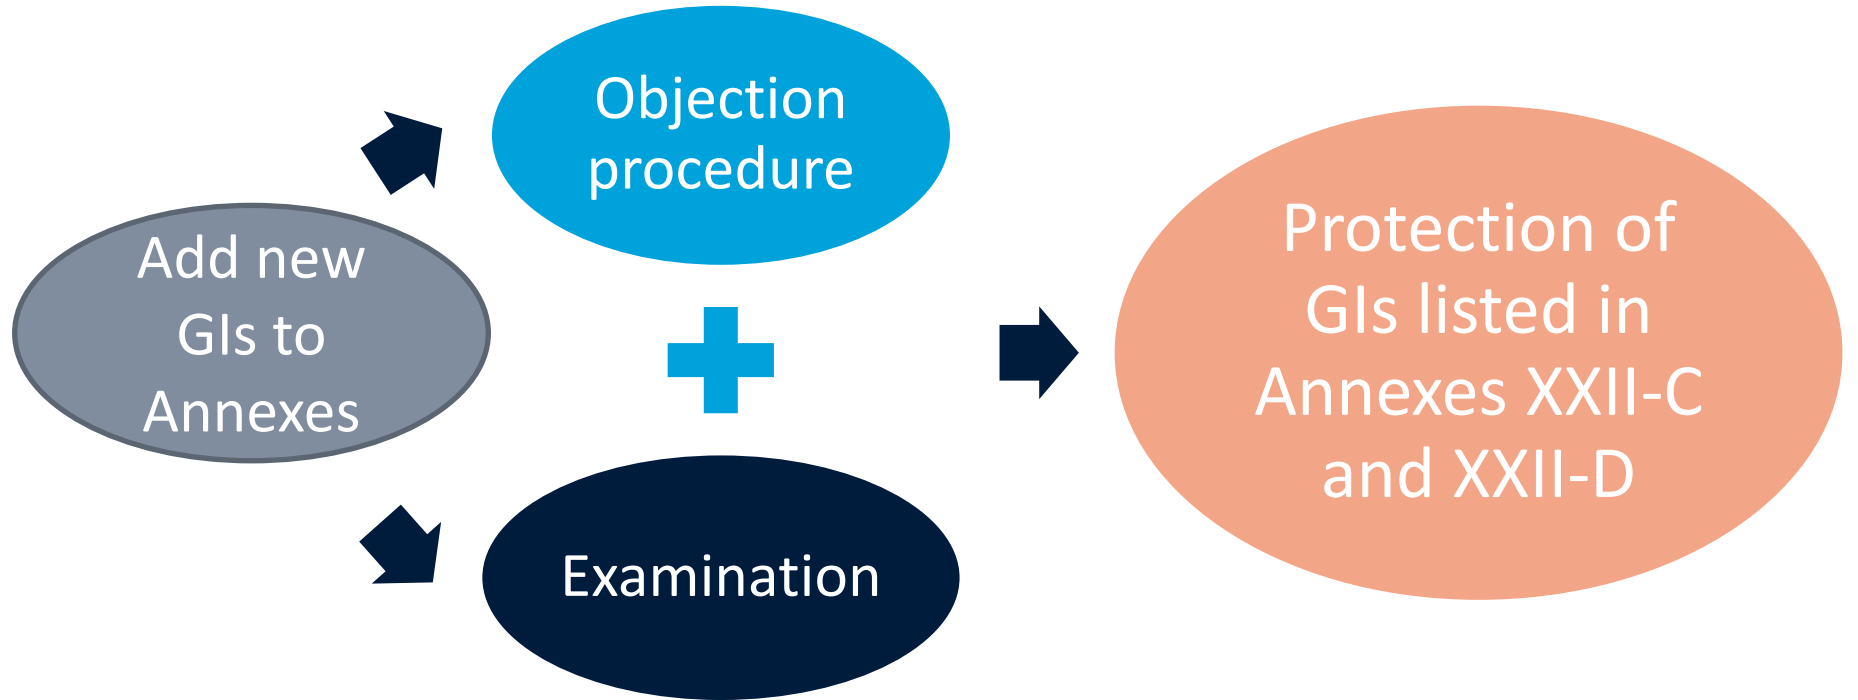 Objection
procedure
Add new
GIs to
Annexes
Examination
Protection of
GIs listed in
Annexes XXII-C
and XXII-D